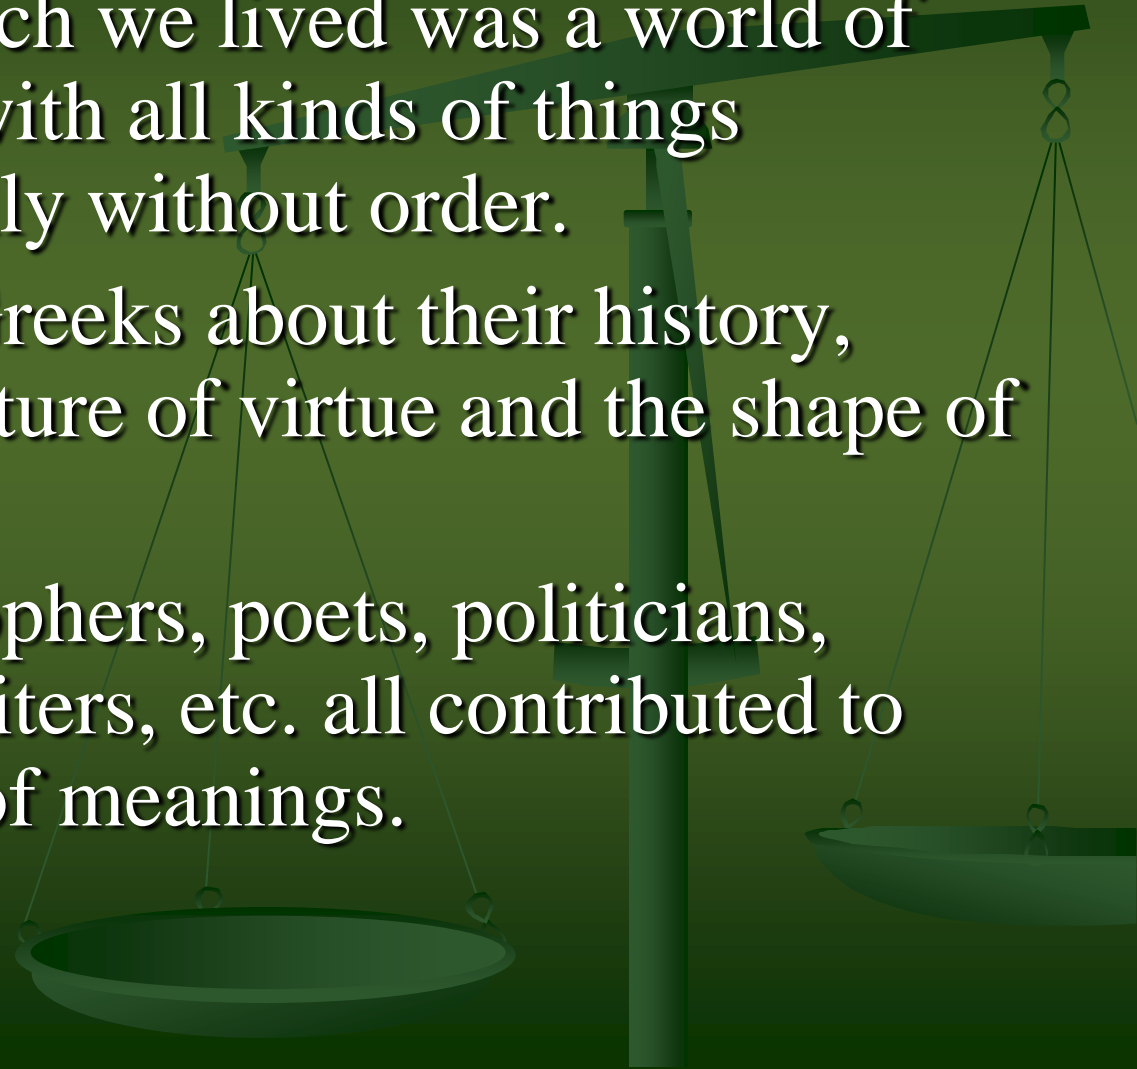 ch we lived was a world of
with all kinds of things
ly without order.
reeks about their history,
ture of virtue and the shape of
phers, poets, politicians,
iters, etc. all contributed to
of meanings.